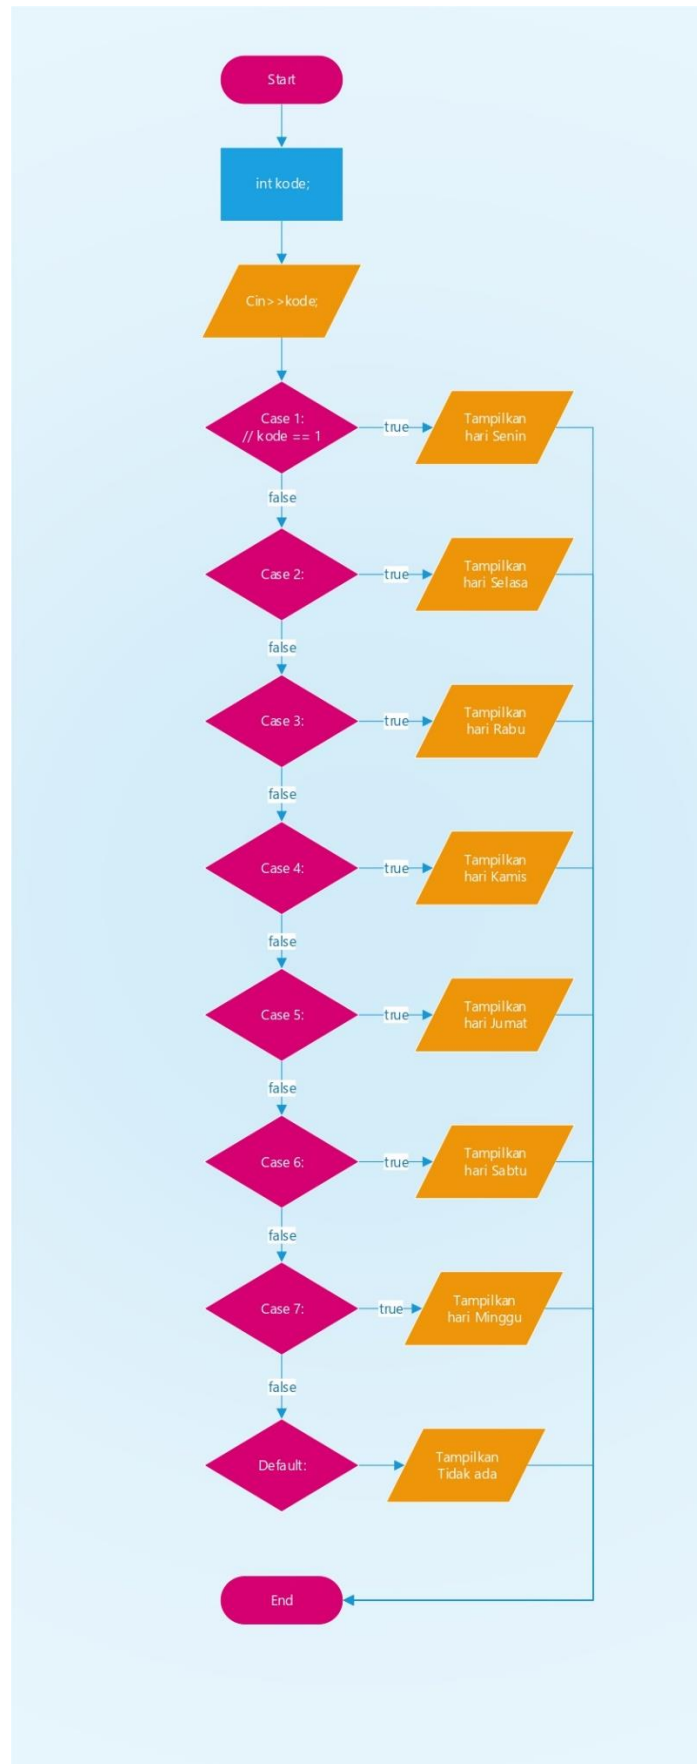 Start
int kode;
Cin>>kode;
Case 1:
// kode == 1
true
Tampilkan
hari Senin
false
Case 2:
true
Tampilkan
hari Selasa
false
Case 3:
true
Tampilkan
hari Rabu
false
Case 4:
true
Tampilkan
hari Kamis
false
Case 5:
true
Tampilkan
hari Jumat
false
Case 6:
true
Tampilkan
hari Sabtu
false
Case 7:
true
Tampilkan
hari Minggu
false
Default:
Tampilkan
Tidak ada
End